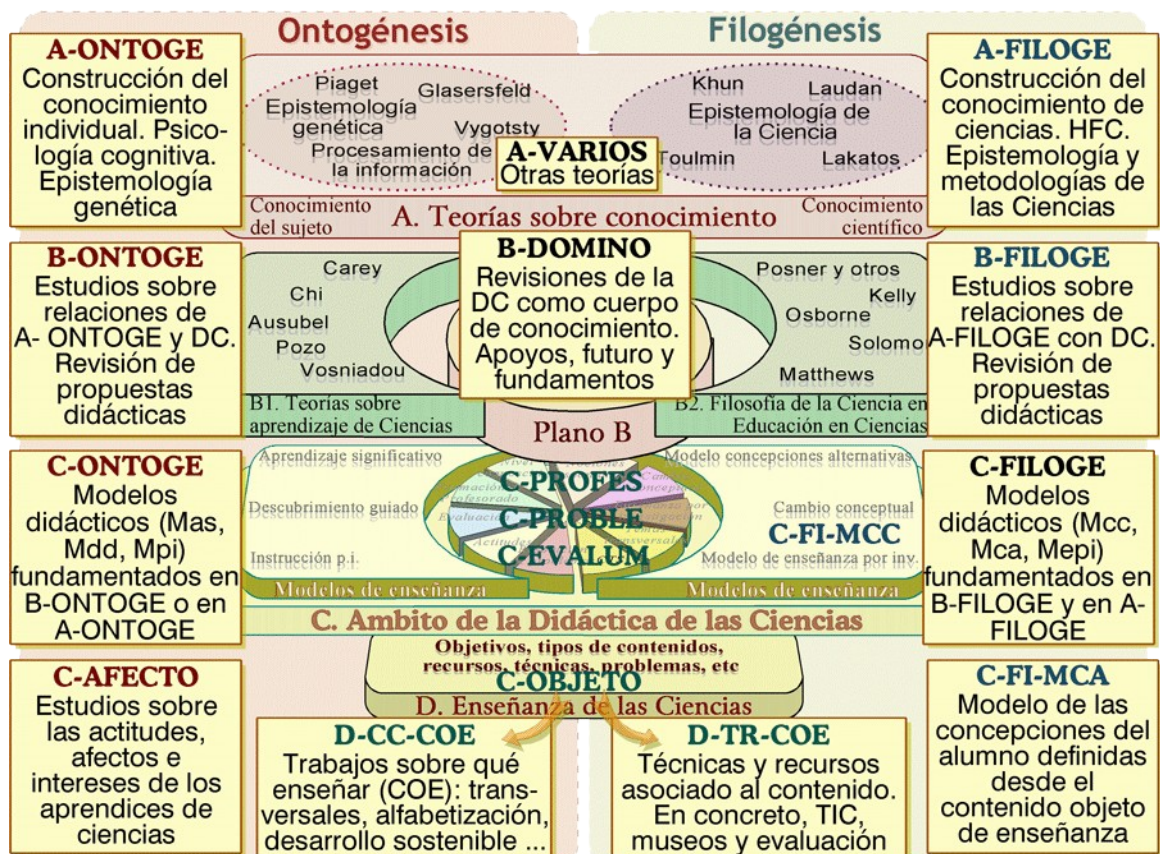 Ontogénesis
Filogénesis
A-ONTOGE
Construcción del
conocimiento
individual. Psico-
logía cognitiva.
Epistemología
genética
Piaget
Glasersfeld
Epistemología
genética
Vygotsty
Procesamiento de
la información
A-VARIOS
Otras teorías
Khun
Laudan
Epistemología de
la Ciencia
Toulmin
Lakatos
A-FILOGE
Construcción del
conocimiento de
ciencias. HFC.
Epistemología y
metodologías de
las Ciencias
Conocimiento
del sujeto
A. Teorías sobre conocimiento
Conocimiento
científico
B-ONTOGE
Estudios sobre
relaciones de
A- ONTOGE y DC.
Revisión de
propuestas
didácticas
Carey
Chi
Ausubel
Pozo
Vosniadou
B1. Teorías sobre
aprendizaje de Ciencias
B-DOMINO
Revisiones de la
DC como cuerpo
de conocimiento.
Apoyos, futuro y
fundamentos
Plano B
Posner y otros
Kelly
Osborne
Solomo
Matthews
B2. Filosofía de la Ciencia en
Educación en Ciencias
B-FILOGE
Estudios sobre
relaciones de
A-FILOGE con DC.
Revisión de
propuestas
didácticas
C-ONTOGE
Modelos
didácticos (Mas,
Mdd, Mpi)
fundamentados en
B-ONTOGE o en
A-ONTOGE
Aprendizaje significativo
Descubrimiento guiado
Instrucción p.i.
Modelos de enseñanza
C-PROFES
Profesorado
C-PROBLE
Evaluación
C-EVALUM
Actitudes
Modelo concepciones alternativas
Cambio conceptual
C-FI-MCC
Modelo de enseñanza por inv.
Modelos de enseñanza
C-FILOGE
Modelos
didácticos (Mcc,
Mca, Mepi)
fundamentados en
B-FILOGE y en A-
FILOGE
C. Ambito de la Didáctica de las Ciencias
Objetivos, tipos de contenidos,
recursos, técnicas, problemas, etc
C-OBJETO
D. Enseñanza de las Ciencias
C-AFECTO
Estudios sobre
las actitudes,
afectos e
intereses de los
aprendices de
ciencias
D-CC-COE
Trabajos sobre qué
enseñar (COE): trans-
versales, alfabetización,
desarrollo sostenible ...
D-TR-COE
Técnicas y recursos
asociado al contenido.
En concreto, TIC,
museos y evaluación
C-FI-MCA
Modelo de las
concepciones del
alumno definidas
desde el
contenido objeto
de enseñanza